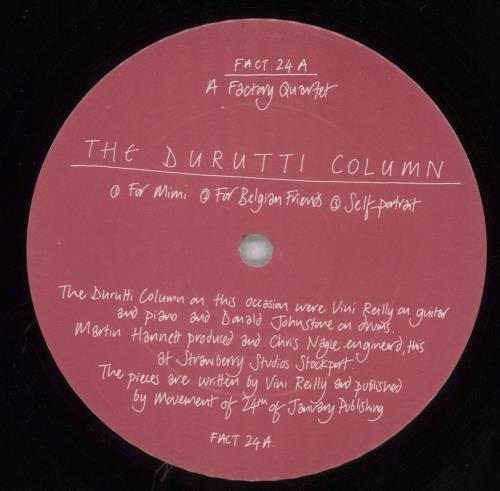 FACT 24 A
A Factory Quartet
THE DURUTTI COLUMN
① For Mimi ② For Belgian Friends ③ Self-portrait
The Durutti Column on this occasion were Vini Reilly on guitar
and piano and Donald Johnstone on drums.
Martin Hannett produced and Chris Nagle engineered, this
at Strawberry Studios Stockport.
The pieces are written by Vini Reilly and published
by Movement of 24th of January Publishing
FACT 24 A.